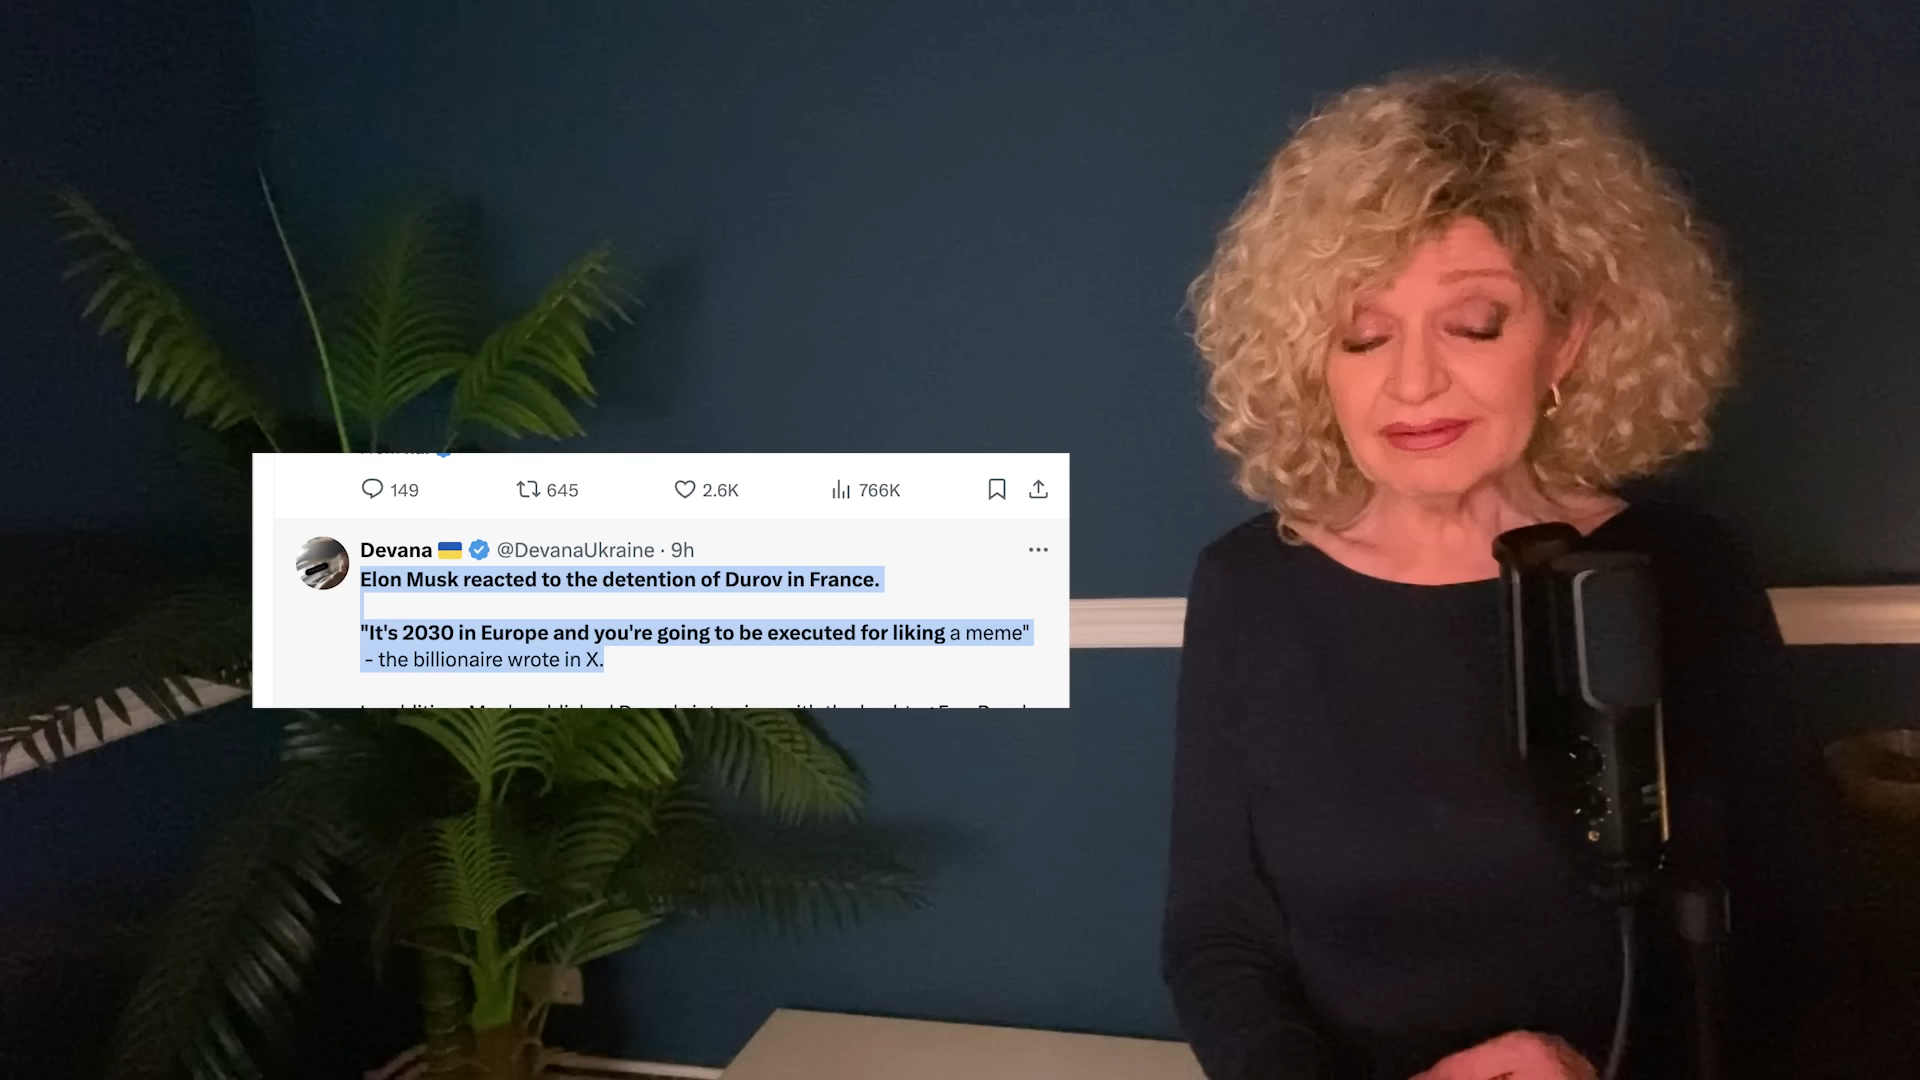 149 645 2.6K 766K
Devana @DevanaUkraine · 9h
Elon Musk reacted to the detention of Durov in France.
"It's 2030 in Europe and you're going to be executed for liking a meme"
- the billionaire wrote in X.